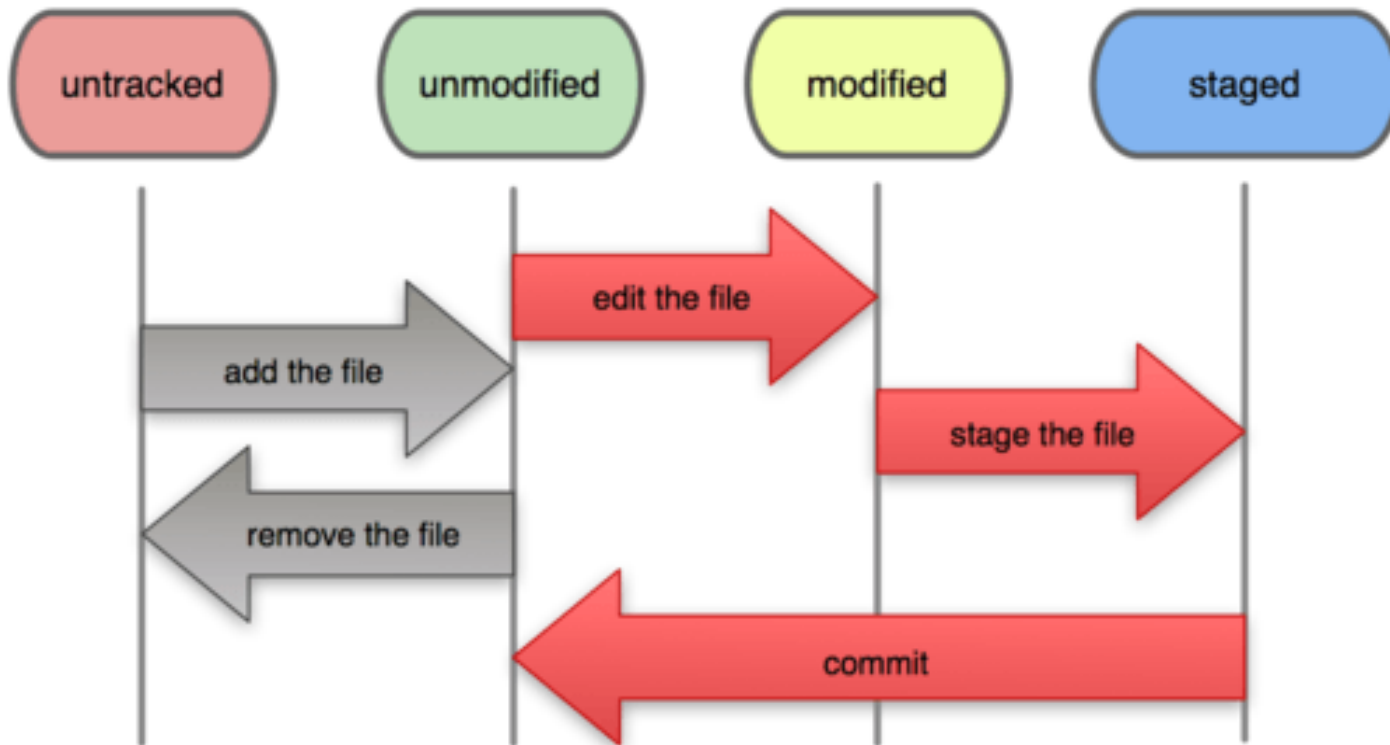 untracked
unmodified
modified
staged
edit the file
add the file
stage the file
remove the file
commit